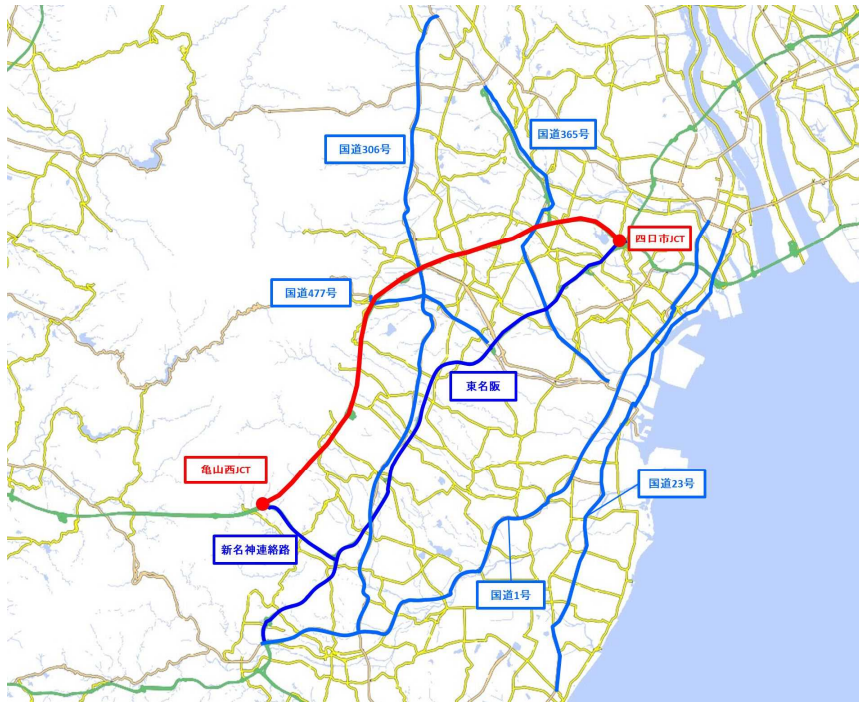 国道365号
国道306号
四日市JCT
国道477号
東名阪
亀山西JCT
国道23号
新名神連絡路
国道1号